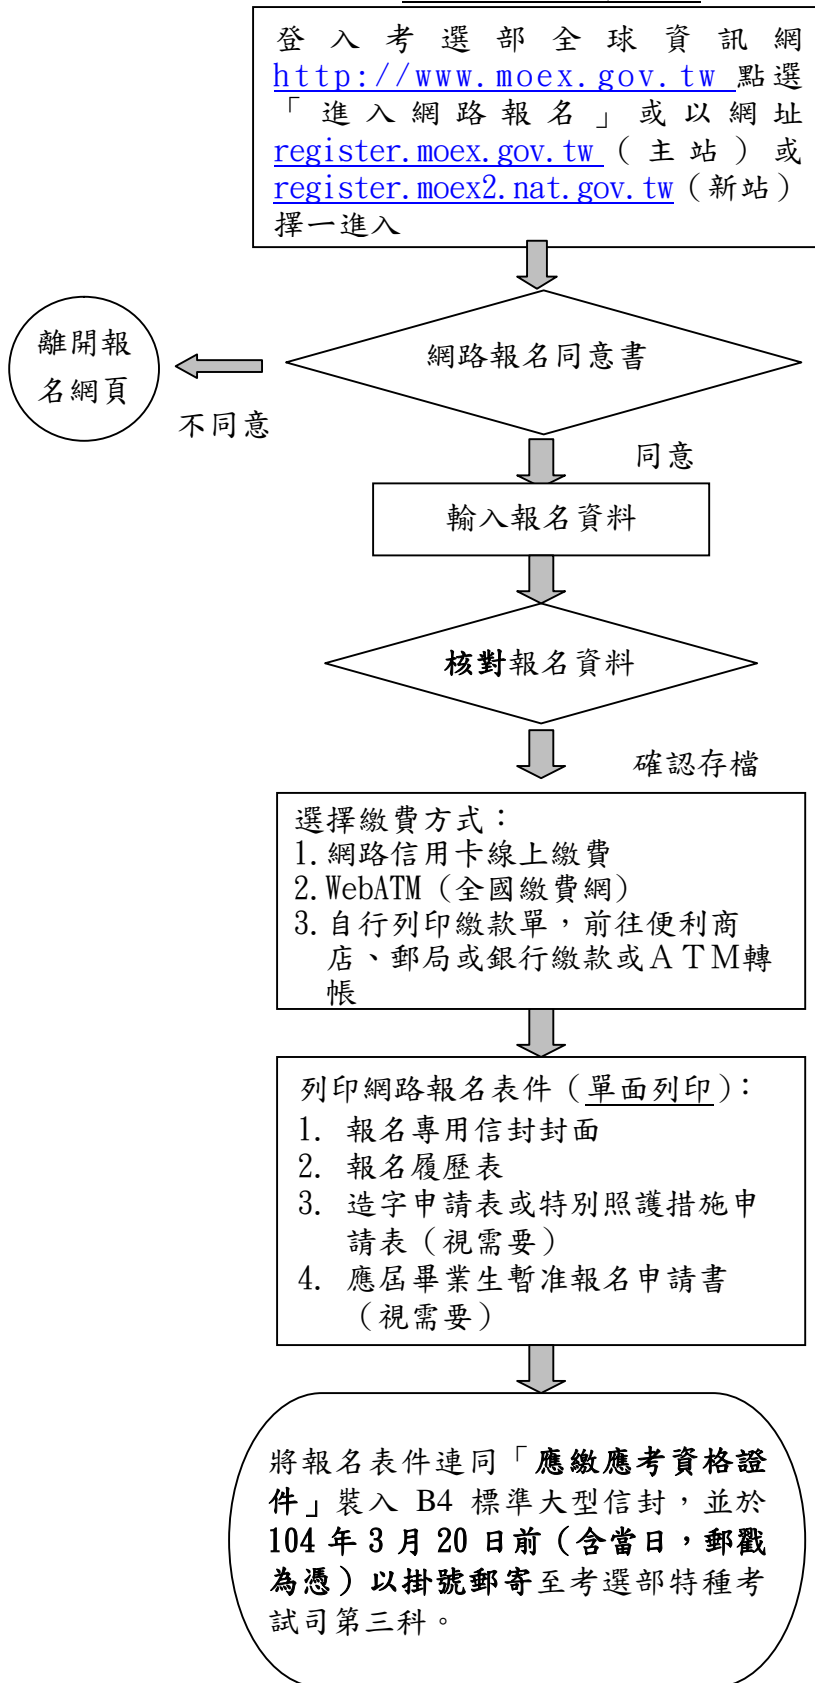 登入考選部全球資訊網
http://www.moex.gov.tw 點選
「進入網路報名」或以網址
register.moex.gov.tw（主站）或
register.moex2.nat.gov.tw（新站）
擇一進入
網路報名同意書
離開報
名網頁
不同意
同意
輸入報名資料
核對報名資料
確認存檔
選擇繳費方式：
1.網路信用卡線上繳費
2.WebATM（全國繳費網）
3.自行列印繳款單，前往便利商
店、郵局或銀行繳款或ＡＴＭ轉
帳
列印網路報名表件（單面列印）：
1. 報名專用信封封面
2. 報名履歷表
3. 造字申請表或特別照護措施申
請表（視需要）
4. 應屆畢業生暫准報名申請書
（視需要）
將報名表件連同「應繳應考資格證
件」裝入 B4 標準大型信封，並於
104 年 3 月 20 日前（含當日，郵戳
為憑）以掛號郵寄至考選部特種考
試司第三科。